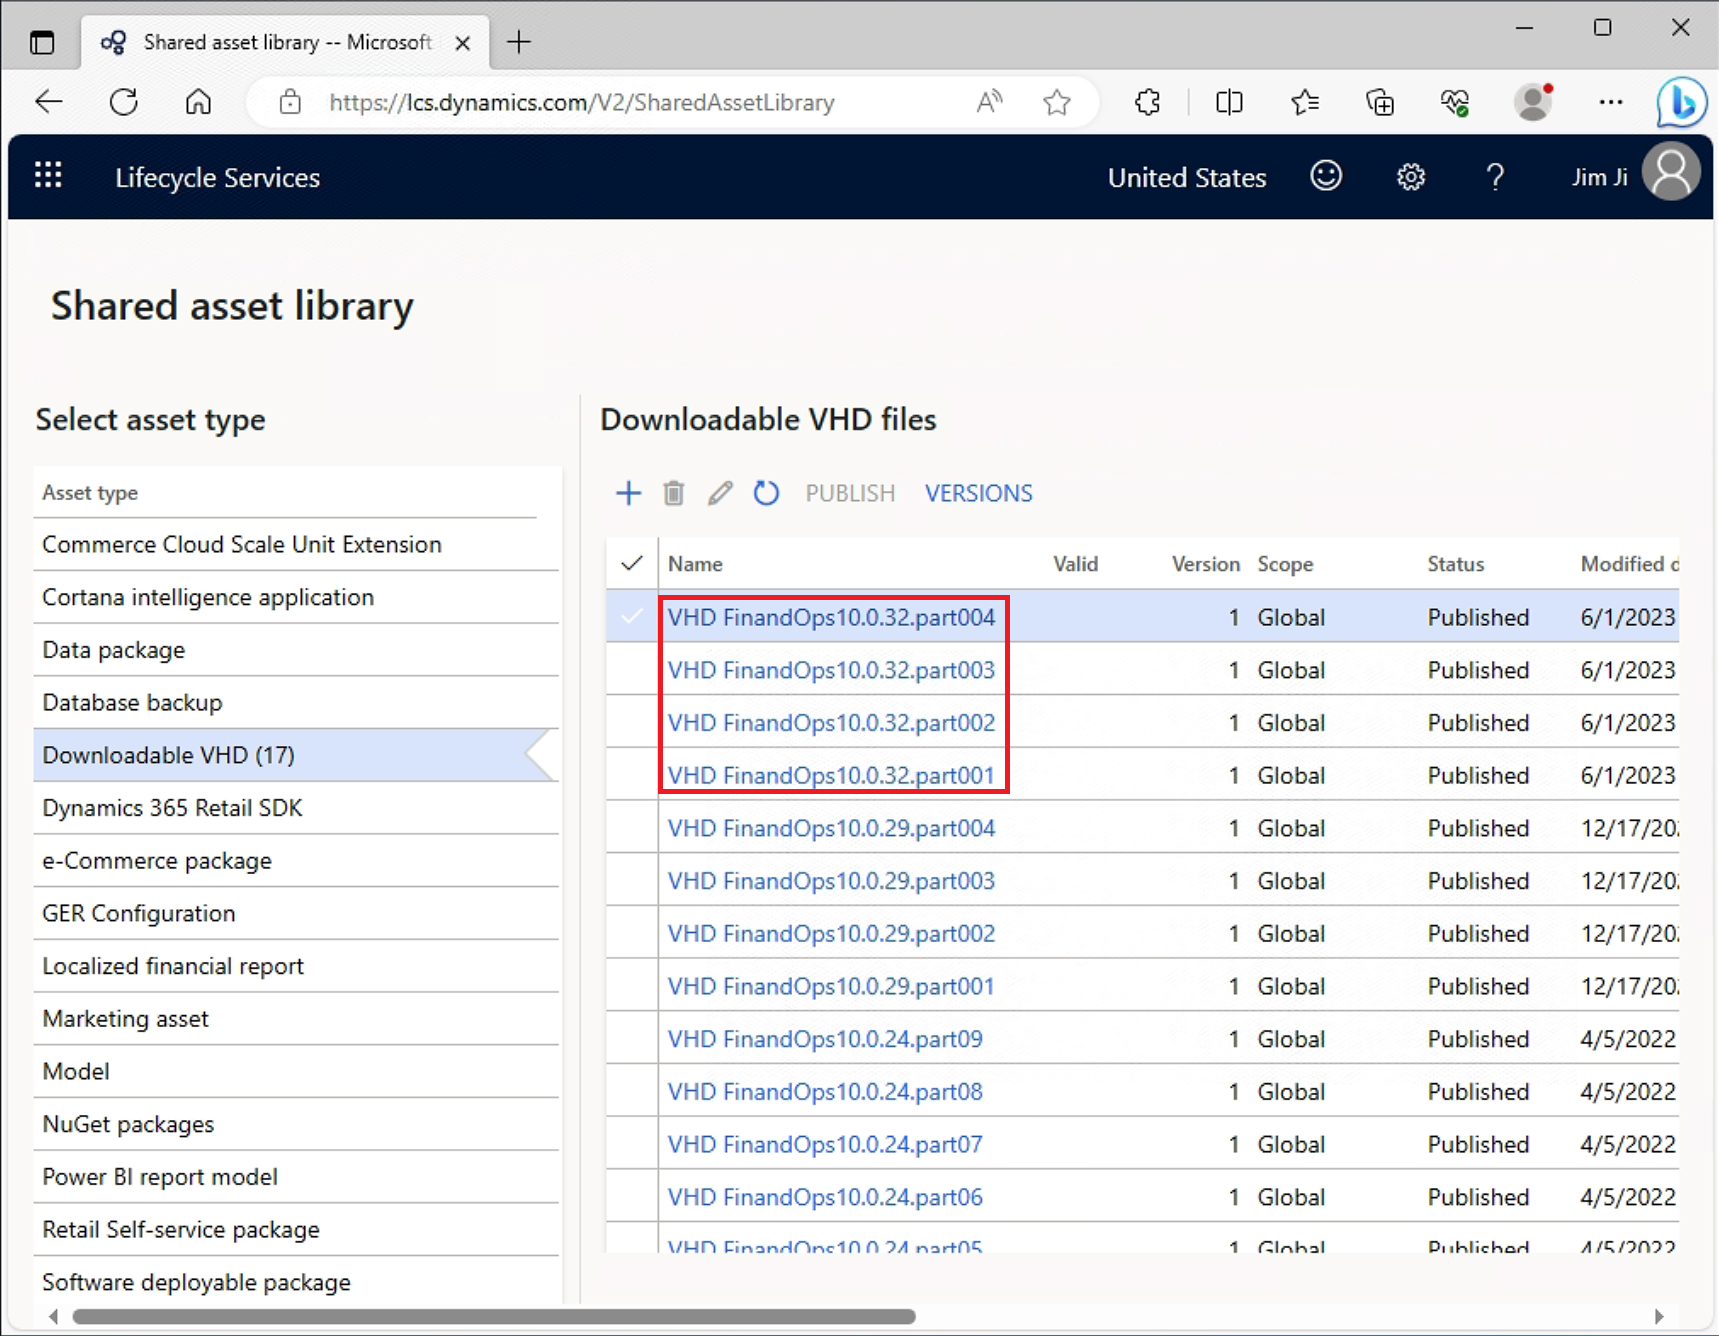 Shared asset library -- Microsoft
https://lcs.dynamics.com/V2/SharedAssetLibrary
Lifecycle Services
United States
Jim Ji
Shared asset library
Select asset type
Asset type
Commerce Cloud Scale Unit Extension
Cortana intelligence application
Data package
Database backup
Downloadable VHD (17)
Dynamics 365 Retail SDK
e-Commerce package
GER Configuration
Localized financial report
Marketing asset
Model
NuGet packages
Power BI report model
Retail Self-service package
Software deployable package
Downloadable VHD files
PUBLISH VERSIONS
Name Valid Version Scope Status Modified d
VHD FinandOps10.0.32.part004 1 Global Published 6/1/2023
VHD FinandOps10.0.32.part003 1 Global Published 6/1/2023
VHD FinandOps10.0.32.part002 1 Global Published 6/1/2023
VHD FinandOps10.0.32.part001 1 Global Published 6/1/2023
VHD FinandOps10.0.29.part004 1 Global Published 12/17/202
VHD FinandOps10.0.29.part003 1 Global Published 12/17/202
VHD FinandOps10.0.29.part002 1 Global Published 12/17/202
VHD FinandOps10.0.29.part001 1 Global Published 12/17/202
VHD FinandOps10.0.24.part09 1 Global Published 4/5/2022
VHD FinandOps10.0.24.part08 1 Global Published 4/5/2022
VHD FinandOps10.0.24.part07 1 Global Published 4/5/2022
VHD FinandOps10.0.24.part06 1 Global Published 4/5/2022
VHD FinandOps10.0.24.part05 1 Global Published 4/5/2022